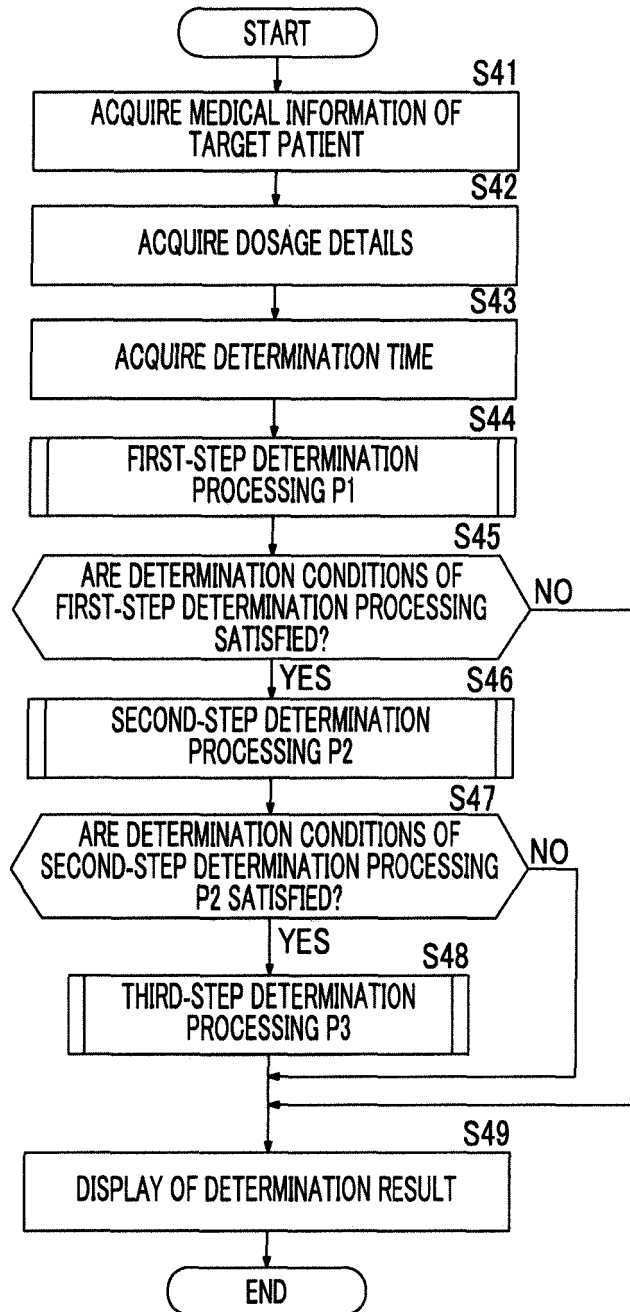 START
S41
ACQUIRE MEDICAL INFORMATION OF
TARGET PATIENT
S42
ACQUIRE DOSAGE DETAILS
S43
ACQUIRE DETERMINATION TIME
S44
FIRST-STEP DETERMINATION
PROCESSING P1
S45
ARE DETERMINATION CONDITIONS OF
FIRST-STEP DETERMINATION PROCESSING
SATISFIED?
NO
YES
S46
SECOND-STEP DETERMINATION
PROCESSING P2
S47
ARE DETERMINATION CONDITIONS OF
SECOND-STEP DETERMINATION PROCESSING
P2 SATISFIED?
NO
YES
S48
THIRD-STEP DETERMINATION
PROCESSING P3
S49
DISPLAY OF DETERMINATION RESULT
END